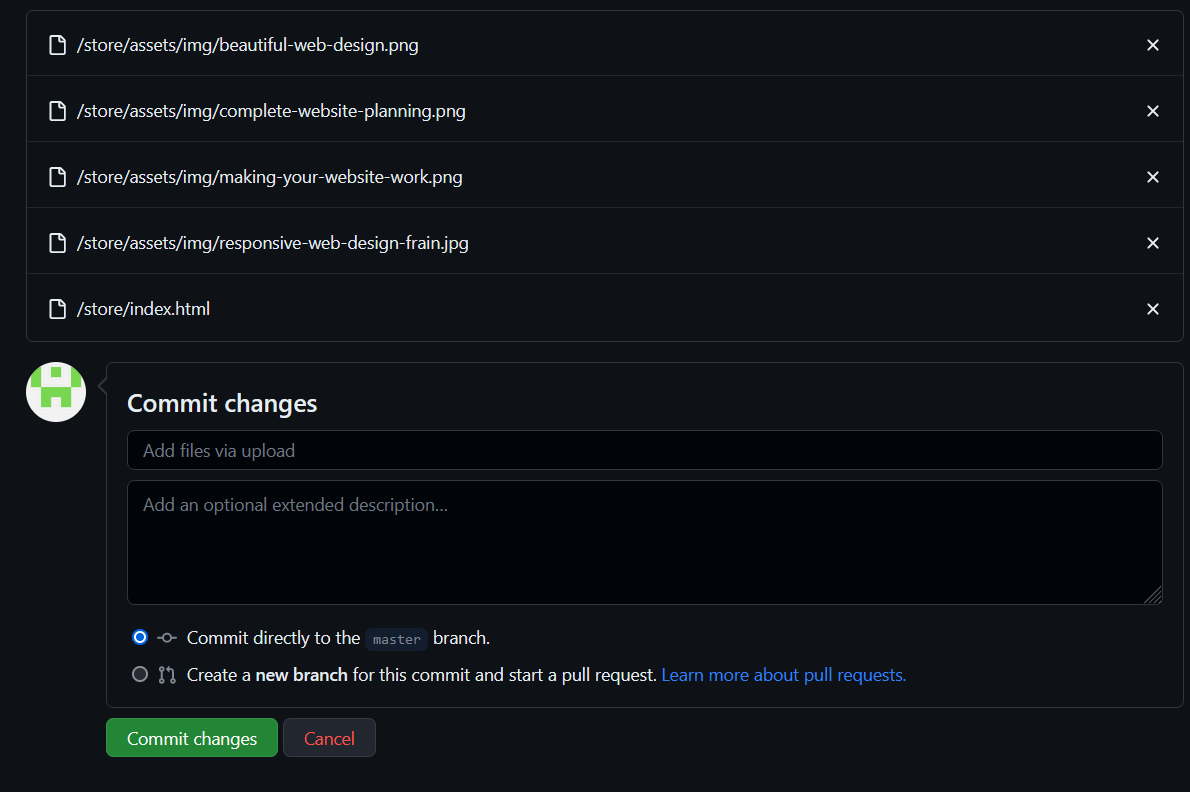 /store/assets/img/beautiful-web-design.png
/store/assets/img/complete-website-planning.png
/store/assets/img/making-your-website-work.png
/store/assets/img/responsive-web-design-frain.jpg
/store/index.html
Commit changes
Add files via upload
Add an optional extended description...
Commit directly to the master branch.
Create a new branch for this commit and start a pull request. Learn more about pull requests.
Commit changes Cancel